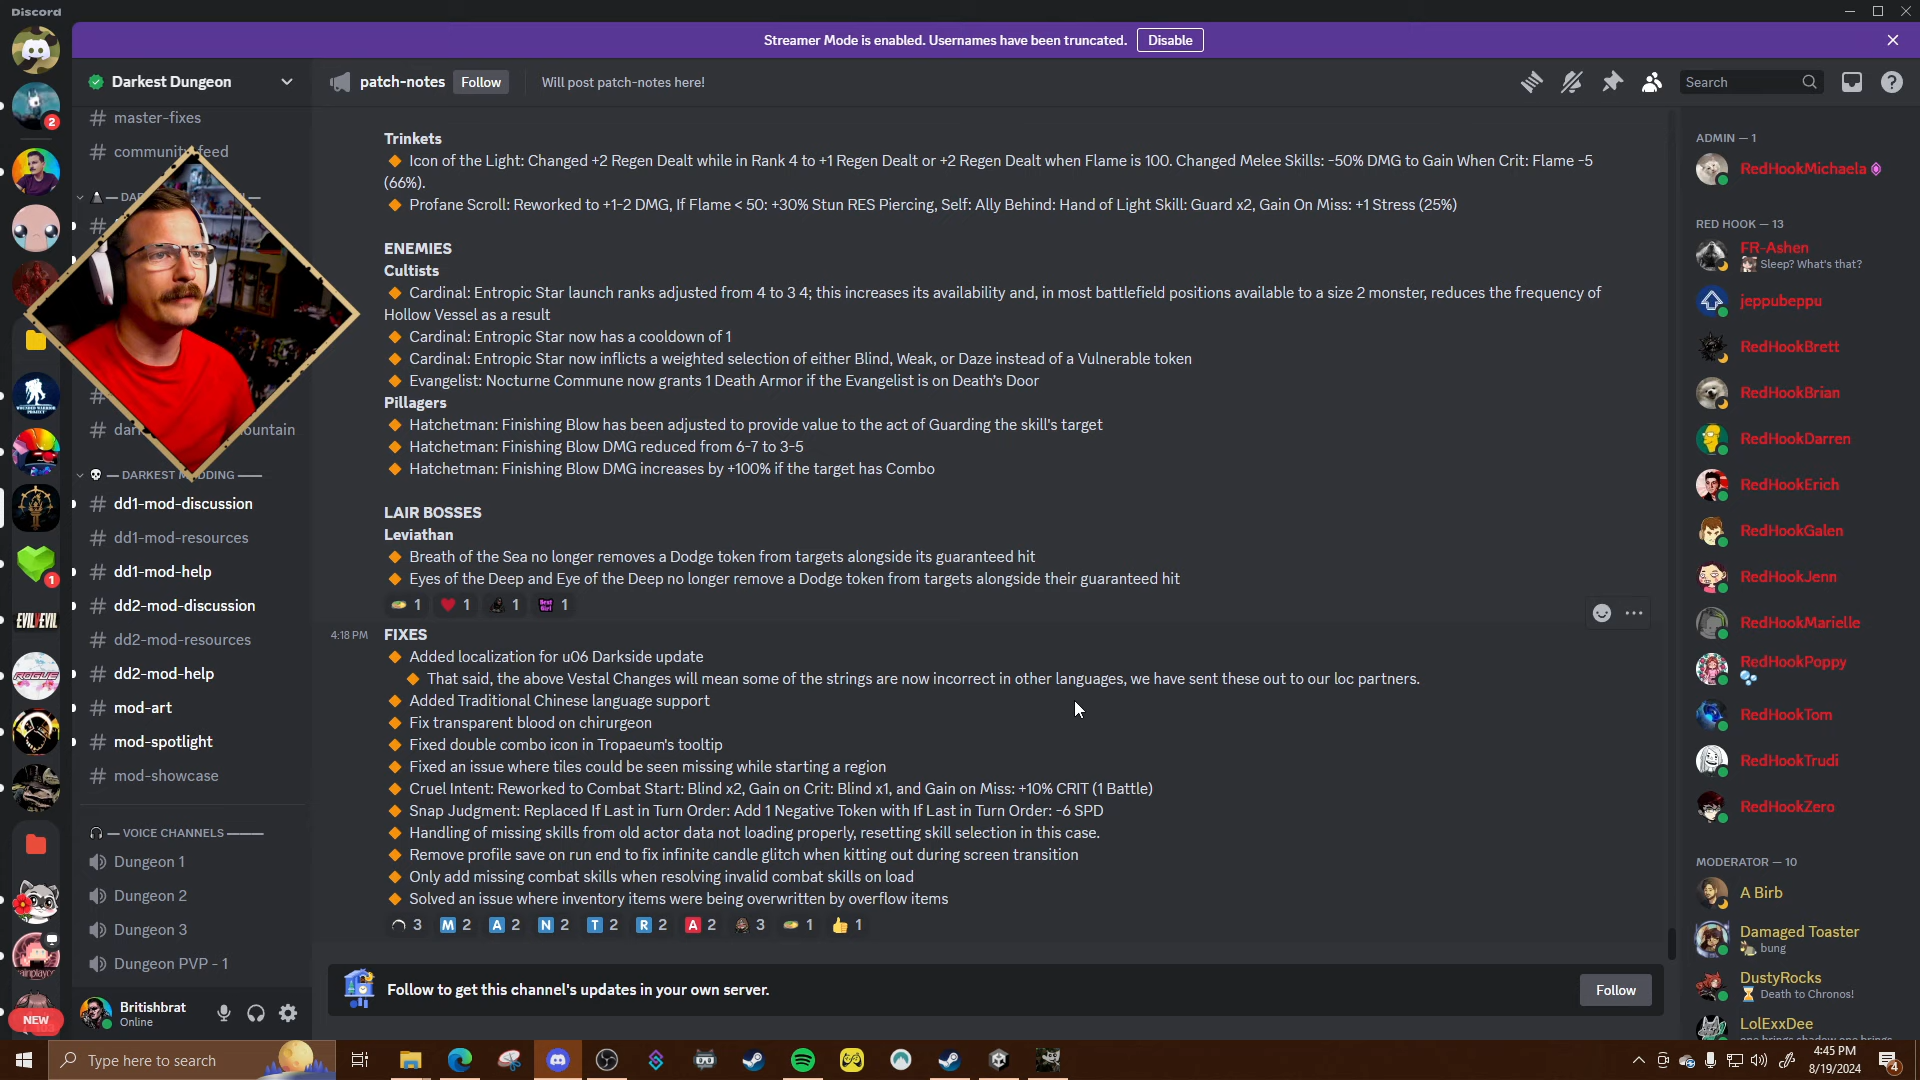 Discord
Streamer Mode is enabled. Usernames have been truncated.
Disable
Darkest Dungeon
patch-notes
Follow
Will post patch-notes here!
Search
master-fixes
community-feed
— DARKEST MODDING —
dd1-mod-discussion
dd1-mod-resources
dd1-mod-help
dd2-mod-discussion
dd2-mod-resources
dd2-mod-help
mod-art
mod-spotlight
mod-showcase
— VOICE CHANNELS —
Dungeon 1
Dungeon 2
Dungeon 3
Dungeon PVP - 1
Britishbrat
Online
NEW
2
1
EVIL EVIL
ROGUE
Trinkets
Icon of the Light: Changed +2 Regen Dealt while in Rank 4 to +1 Regen Dealt or +2 Regen Dealt when Flame is 100. Changed Melee Skills: -50% DMG to Gain When Crit: Flame -5
(66%).
Profane Scroll: Reworked to +1-2 DMG, If Flame < 50: +30% Stun RES Piercing, Self: Ally Behind: Hand of Light Skill: Guard x2, Gain On Miss: +1 Stress (25%)
ENEMIES
Cultists
Cardinal: Entropic Star launch ranks adjusted from 4 to 3 4; this increases its availability and, in most battlefield positions available to a size 2 monster, reduces the frequency of
Hollow Vessel as a result
Cardinal: Entropic Star now has a cooldown of 1
Cardinal: Entropic Star now inflicts a weighted selection of either Blind, Weak, or Daze instead of a Vulnerable token
Evangelist: Nocturne Commune now grants 1 Death Armor if the Evangelist is on Death's Door
Pillagers
Hatchetman: Finishing Blow has been adjusted to provide value to the act of Guarding the skill's target
Hatchetman: Finishing Blow DMG reduced from 6-7 to 3-5
Hatchetman: Finishing Blow DMG increases by +100% if the target has Combo
LAIR BOSSES
Leviathan
Breath of the Sea no longer removes a Dodge token from targets alongside its guaranteed hit
Eyes of the Deep and Eye of the Deep no longer remove a Dodge token from targets alongside their guaranteed hit
1 1 1 1
4:18 PM
FIXES
Added localization for u06 Darkside update
That said, the above Vestal Changes will mean some of the strings are now incorrect in other languages, we have sent these out to our loc partners.
Added Traditional Chinese language support
Fix transparent blood on chirurgeon
Fixed double combo icon in Tropaeum's tooltip
Fixed an issue where tiles could be seen missing while starting a region
Cruel Intent: Reworked to Combat Start: Blind x2, Gain on Crit: Blind x1, and Gain on Miss: +10% CRIT (1 Battle)
Snap Judgment: Replaced If Last in Turn Order: Add 1 Negative Token with If Last in Turn Order: -6 SPD
Handling of missing skills from old actor data not loading properly, resetting skill selection in this case.
Remove profile save on run end to fix infinite candle glitch when kitting out during screen transition
Only add missing combat skills when resolving invalid combat skills on load
Solved an issue where inventory items were being overwritten by overflow items
3 M 2 A 2 N 2 T 2 R 2 A 2 3 1 1
Follow to get this channel's updates in your own server.
Follow
ADMIN — 1
RedHookMichaela
RED HOOK — 13
FR-Ashen
Sleep? What's that?
jeppubeppu
RedHookBrett
RedHookBrian
RedHookDarren
RedHookErich
RedHookGalen
RedHookJenn
RedHookMarielle
RedHookPoppy
RedHookTom
RedHookTrudi
RedHookZero
MODERATOR — 10
A Birb
Damaged Toaster
bung
DustyRocks
Death to Chronos!
LolExxDee
Type here to search
4:45 PM
8/19/2024
4